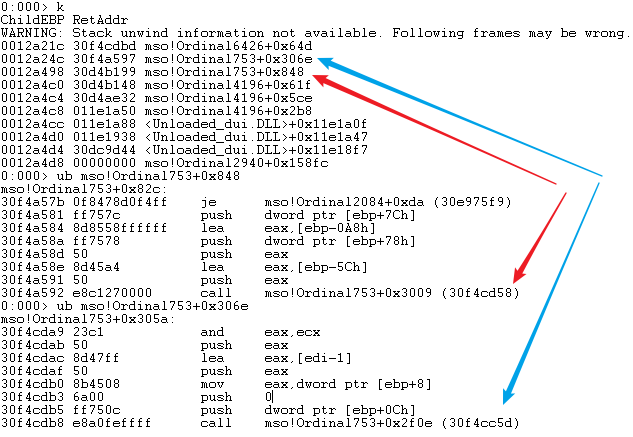 0:000> k
ChildEBP RetAddr
WARNING: Stack unwind information not available. Following frames may be wrong.
0012a21c 30f4cdbd mso!Ordinal6426+0x64d
0012a24c 30f4a597 mso!Ordinal753+0x306e
0012a498 30d4b199 mso!Ordinal753+0x848
0012a4c0 30d4b148 mso!Ordinal4196+0x61f
0012a4c4 30d4ae32 mso!Ordinal4196+0x5ce
0012a4c8 011e1a50 mso!Ordinal4196+0x2b8
0012a4cc 011e1a88 <Unloaded_dui.DLL>+0x11e1a0f
0012a4d0 011e1938 <Unloaded_dui.DLL>+0x11e1a47
0012a4d4 30dc9d44 <Unloaded_dui.DLL>+0x11e18f7
0012a4d8 00000000 mso!Ordinal2940+0x158fc
0:000> ub mso!Ordinal753+0x848
mso!Ordinal753+0x82c:
30f4a57b 0f8478d0f4ff je mso!Ordinal2084+0xda (30e975f9)
30f4a581 ff757c push dword ptr [ebp+7Ch]
30f4a584 8d8558ffffff lea eax,[ebp-0A8h]
30f4a58a ff7578 push dword ptr [ebp+78h]
30f4a58d 50 push eax
30f4a58e 8d45a4 lea eax,[ebp-5Ch]
30f4a591 50 push eax
30f4a592 e8c1270000 call mso!Ordinal753+0x3009 (30f4cd58)
0:000> ub mso!Ordinal753+0x306e
mso!Ordinal753+0x305a:
30f4cda9 23c1 and eax,ecx
30f4cdab 50 push eax
30f4cdac 8d47ff lea eax,[edi-1]
30f4cdaf 50 push eax
30f4cdb0 8b4508 mov eax,dword ptr [ebp+8]
30f4cdb3 6a00 push 0
30f4cdb5 ff750c push dword ptr [ebp+0Ch]
30f4cdb8 e8a0feffff call mso!Ordinal753+0x2f0e (30f4cc5d)